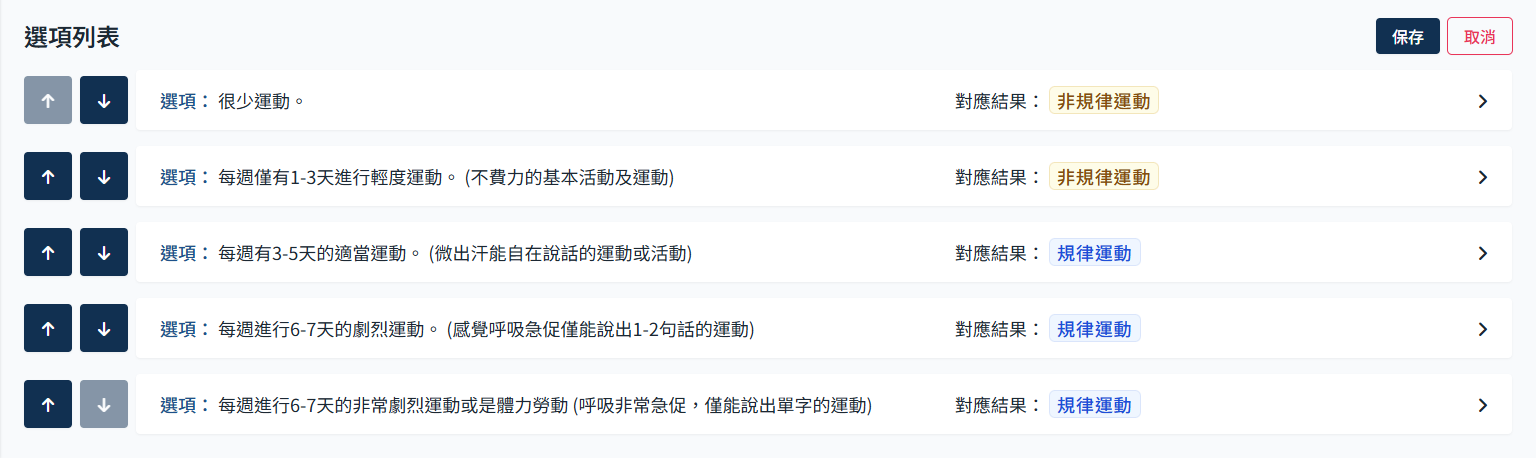 選項列表 保存 取消
選項： 很少運動。 對應結果： 非規律運動
選項： 每週僅有1-3天進行輕度運動。 (不費力的基本活動及運動) 對應結果： 非規律運動
選項： 每週有3-5天的適當運動。 (微出汗能自在說話的運動或活動) 對應結果： 規律運動
選項： 每週進行6-7天的劇烈運動。 (感覺呼吸急促僅能說出1-2句話的運動) 對應結果： 規律運動
選項： 每週進行6-7天的非常劇烈運動或是體力勞動 (呼吸非常急促，僅能說出單字的運動) 對應結果： 規律運動